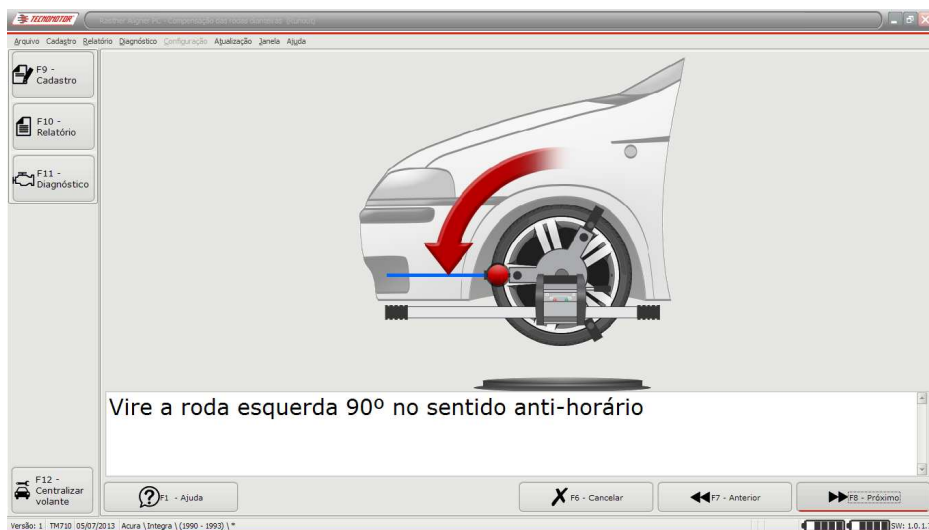 TECNOMOTOR
Arquivo Cadastro Relatório Diagnóstico Configuração Atualização Janela Ajuda
F9 -
Cadastro
F10 -
Relatório
F11 -
Diagnóstico
Vire a roda esquerda 90º no sentido anti-horário
F12 -
Centralizar
volante
F1 - Ajuda
F6 - Cancelar
F7 - Anterior
F8 - Próximo
Versão: 1 TM710 05/07/2013 Acura \ Integra \ (1990 - 1993) \ *